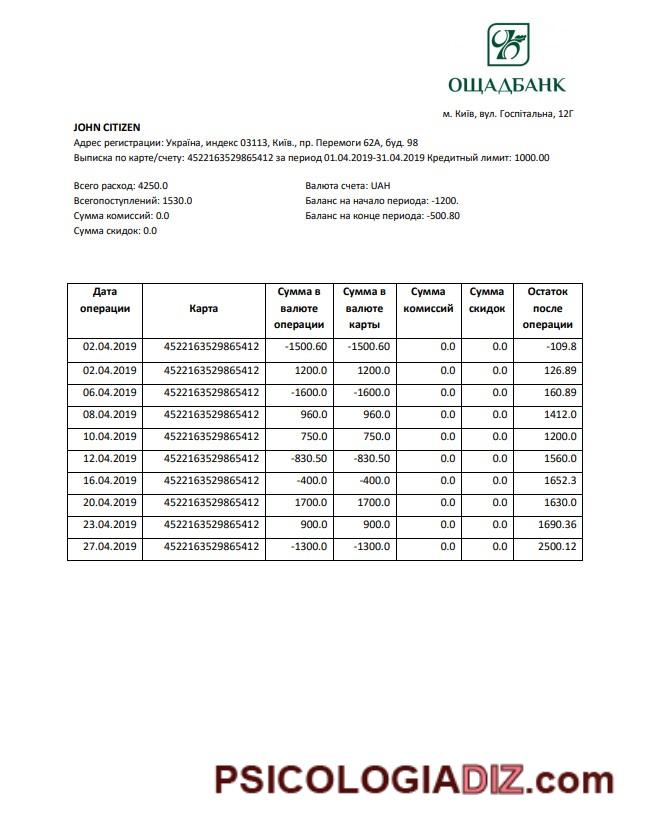 ОЩАДБАНК
м. Київ, вул. Госпітальна, 12Г
JOHN CITIZEN
Адрес регистрации: Україна, индекс 03113, Київ., пр. Перемоги 62А, буд. 98
Выписка по карте/счету: 4522163529865412 за период 01.04.2019-31.04.2019 Кредитный лимит: 1000.00
Всего расход: 4250.0 Валюта счета: UAH
Всегопоступлений: 1530.0 Баланс на начало периода: -1200.
Сумма комиссий: 0.0 Баланс на конце периода: -500.80
Сумма скидок: 0.0
Дата операции Карта Сумма в валюте операции Сумма в валюте карты Сумма комиссий Сумма скидок Остаток после операции
02.04.2019 4522163529865412 -1500.60 -1500.60 0.0 0.0 -109.8
02.04.2019 4522163529865412 1200.0 1200.0 0.0 0.0 126.89
06.04.2019 4522163529865412 -1600.0 -1600.0 0.0 0.0 160.89
08.04.2019 4522163529865412 960.0 960.0 0.0 0.0 1412.0
10.04.2019 4522163529865412 750.0 750.0 0.0 0.0 1200.0
12.04.2019 4522163529865412 -830.50 -830.50 0.0 0.0 1560.0
16.04.2019 4522163529865412 -400.0 -400.0 0.0 0.0 1652.3
20.04.2019 4522163529865412 1700.0 1700.0 0.0 0.0 1630.0
23.04.2019 4522163529865412 900.0 900.0 0.0 0.0 1690.36
27.04.2019 4522163529865412 -1300.0 -1300.0 0.0 0.0 2500.12
PSICOLOGIADIZ.com